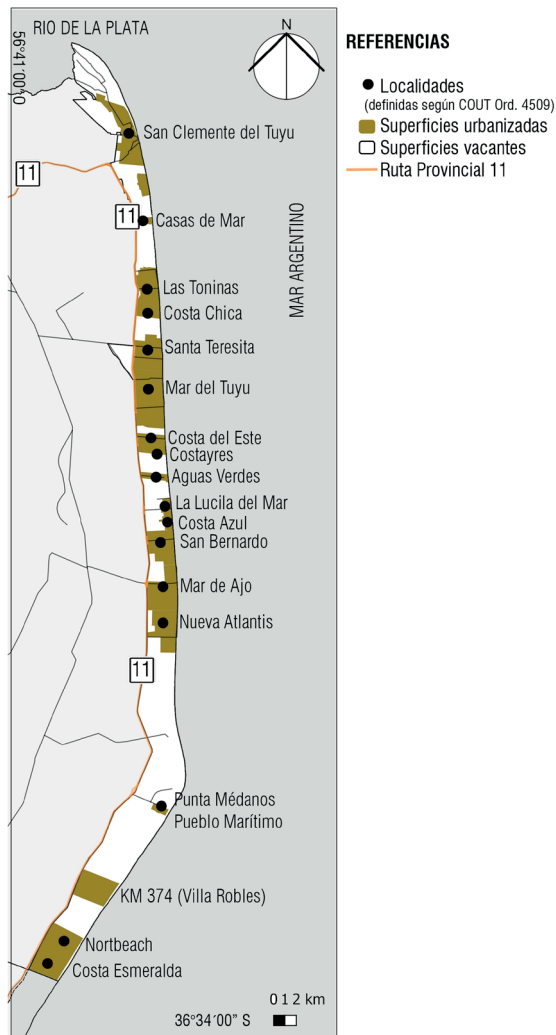 RIO DE LA PLATA
56°41´00´´O
N
MAR ARGENTINO
San Clemente del Tuyu
11
11
Casas de Mar
Las Toninas
Costa Chica
Santa Teresita
Mar del Tuyu
Costa del Este
Costayres
Aguas Verdes
La Lucila del Mar
Costa Azul
San Bernardo
Mar de Ajo
Nueva Atlantis
11
Punta Médanos
Pueblo Marítimo
KM 374 (Villa Robles)
Nortbeach
Costa Esmeralda
0 1 2 km
36°34´00´´ S
REFERENCIAS
Localidades
(definidas según COUT Ord. 4509)
Superficies urbanizadas
Superficies vacantes
Ruta Provincial 11